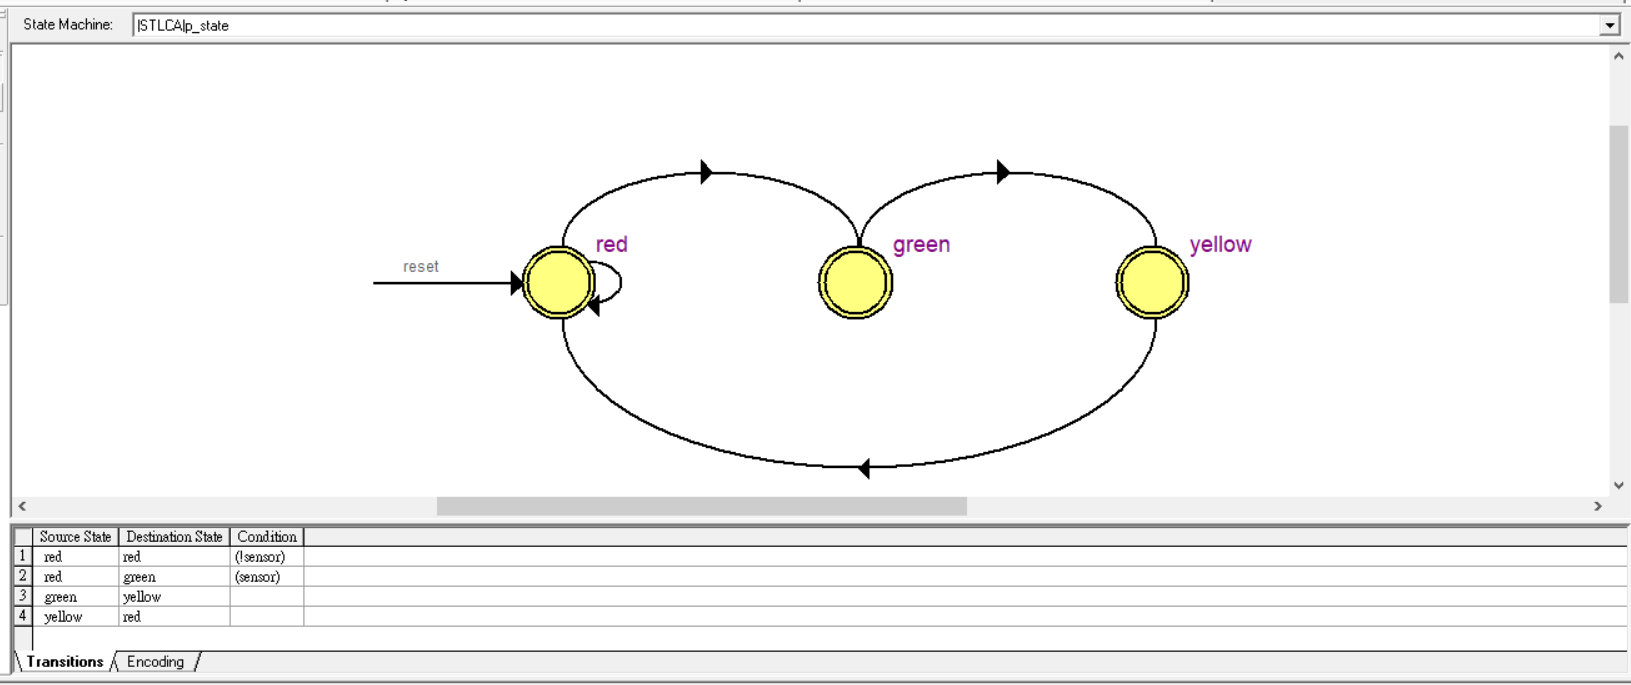 State Machine: |STLCA|p_state
red
green
yellow
reset
Source State Destination State Condition
1 red red (!sensor)
2 red green (sensor)
3 green yellow
4 yellow red
Transitions Encoding